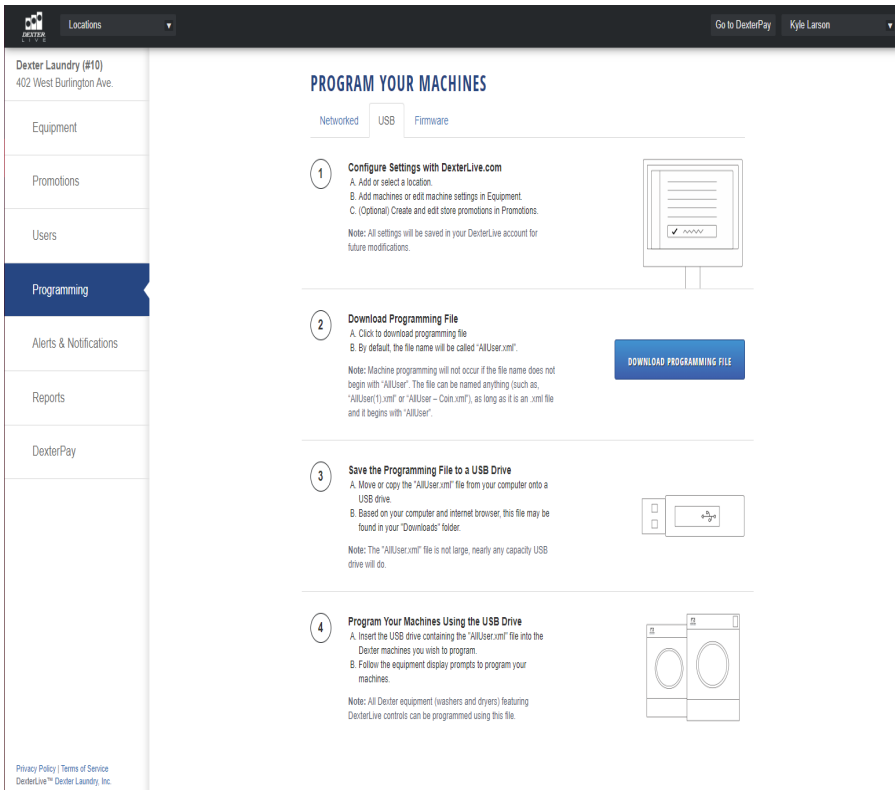 DEXTER
LIVE
Locations
Go to DexterPay
Kyle Larson
Dexter Laundry (#10)
402 West Burlington Ave.
Equipment
Promotions
Users
Programming
Alerts & Notifications
Reports
DexterPay
Privacy Policy | Terms of Service
DexterLive™ Dexter Laundry, Inc.
PROGRAM YOUR MACHINES
Networked
USB
Firmware
1
Configure Settings with DexterLive.com
A. Add or select a location.
B. Add machines or edit machine settings in Equipment.
C. (Optional) Create and edit store promotions in Promotions.
Note: All settings will be saved in your DexterLive account for
future modifications.
2
Download Programming File
A. Click to download programming file
B. By default, the file name will be called "AllUser.xml".
Note: Machine programming will not occur if the file name does not
begin with "AllUser". The file can be named anything (such as,
"AllUser(1).xml" or "AllUser – Coin.xml"), as long as it is an .xml file
and it begins with "AllUser".
DOWNLOAD PROGRAMMING FILE
3
Save the Programming File to a USB Drive
A. Move or copy the "AllUser.xml" file from your computer onto a
USB drive.
B. Based on your computer and internet browser, this file may be
found in your "Downloads" folder.
Note: The "AllUser.xml" file is not large, nearly any capacity USB
drive will do.
4
Program Your Machines Using the USB Drive
A. Insert the USB drive containing the "AllUser.xml" file into the
Dexter machines you wish to program.
B. Follow the equipment display prompts to program your
machines.
Note: All Dexter equipment (washers and dryers) featuring
DexterLive controls can be programmed using this file.